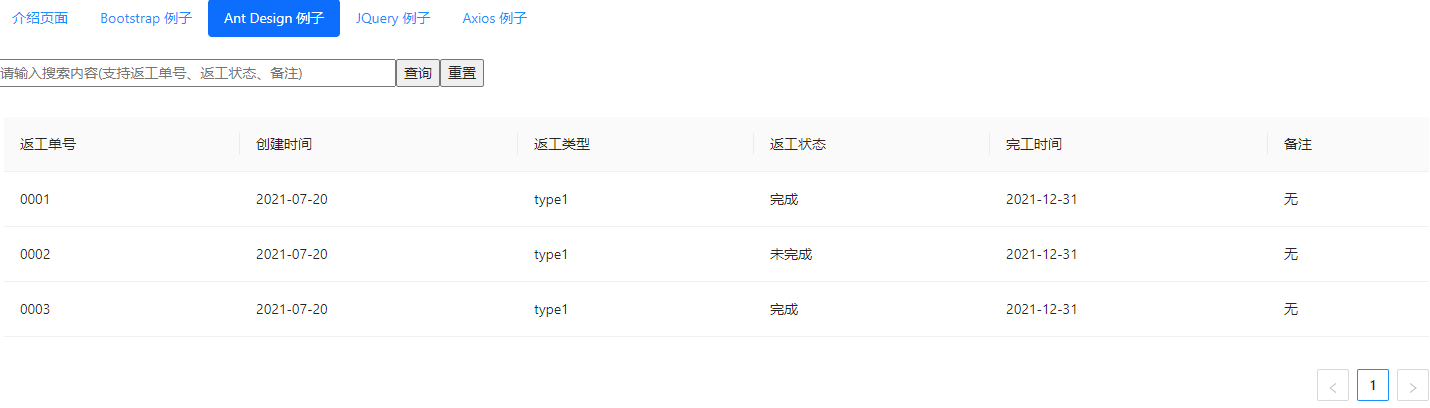 介绍页面 Bootstrap 例子 Ant Design 例子 JQuery 例子 Axios 例子
请输入搜索内容(支持返工单号、返工状态、备注) 查询 重置
返工单号 创建时间 返工类型 返工状态 完工时间 备注
0001 2021-07-20 type1 完成 2021-12-31 无
0002 2021-07-20 type1 未完成 2021-12-31 无
0003 2021-07-20 type1 完成 2021-12-31 无
< 1 >